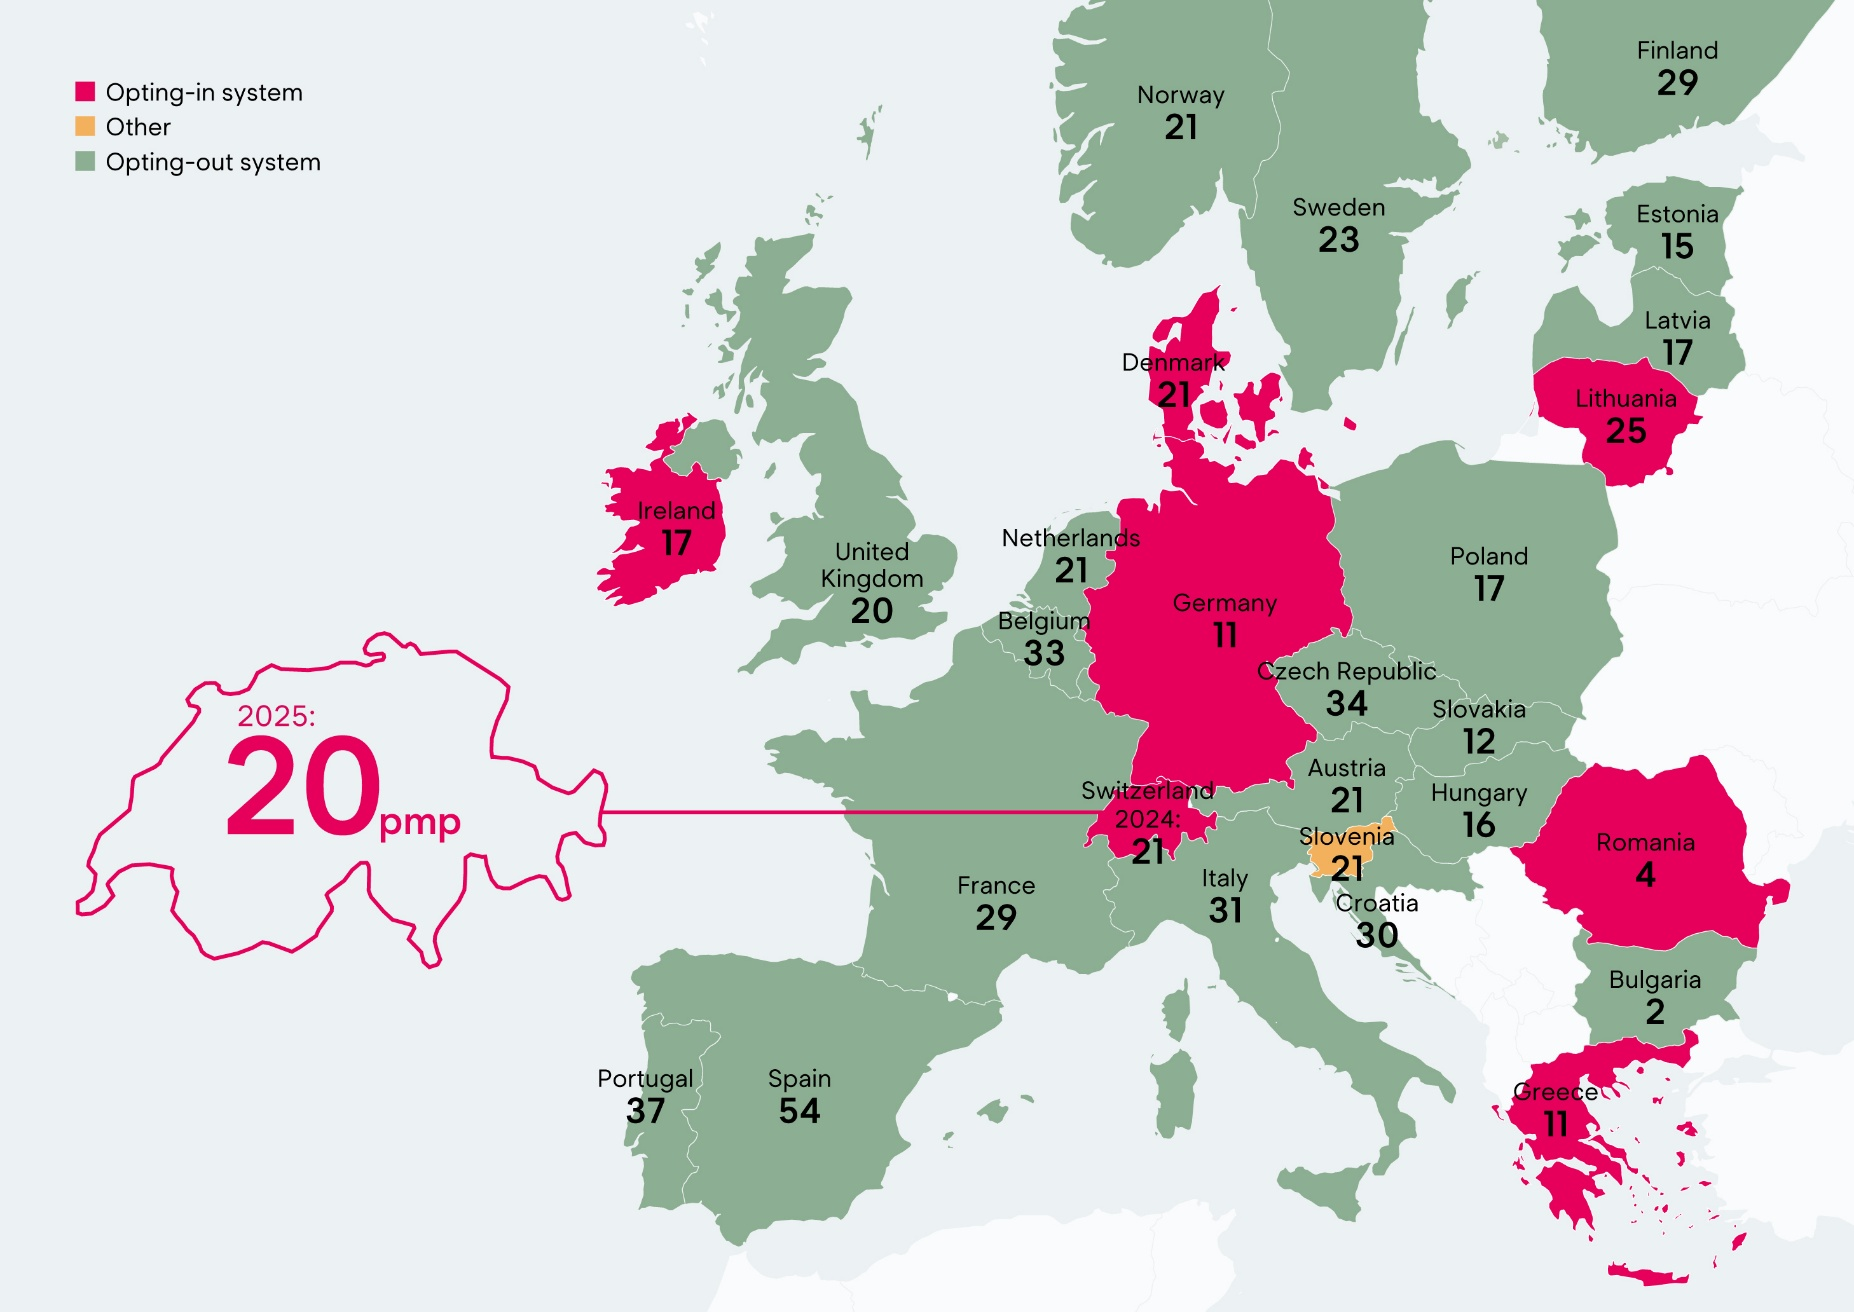 Opting-in system
Other
Opting-out system
Finland
29
Norway
21
Sweden
23
Estonia
15
Latvia
17
Denmark
21
Lithuania
25
Ireland
17
United
Kingdom
20
Netherlands
21
Belgium
33
Germany
11
Poland
17
Czech Republic
34
Slovakia
12
2025:
20pmp
Austria
21
Hungary
16
Switzerland
2024:
21
Slovenia
21
Romania
4
France
29
Italy
31
Croatia
30
Bulgaria
2
Portugal
37
Spain
54
Greece
11